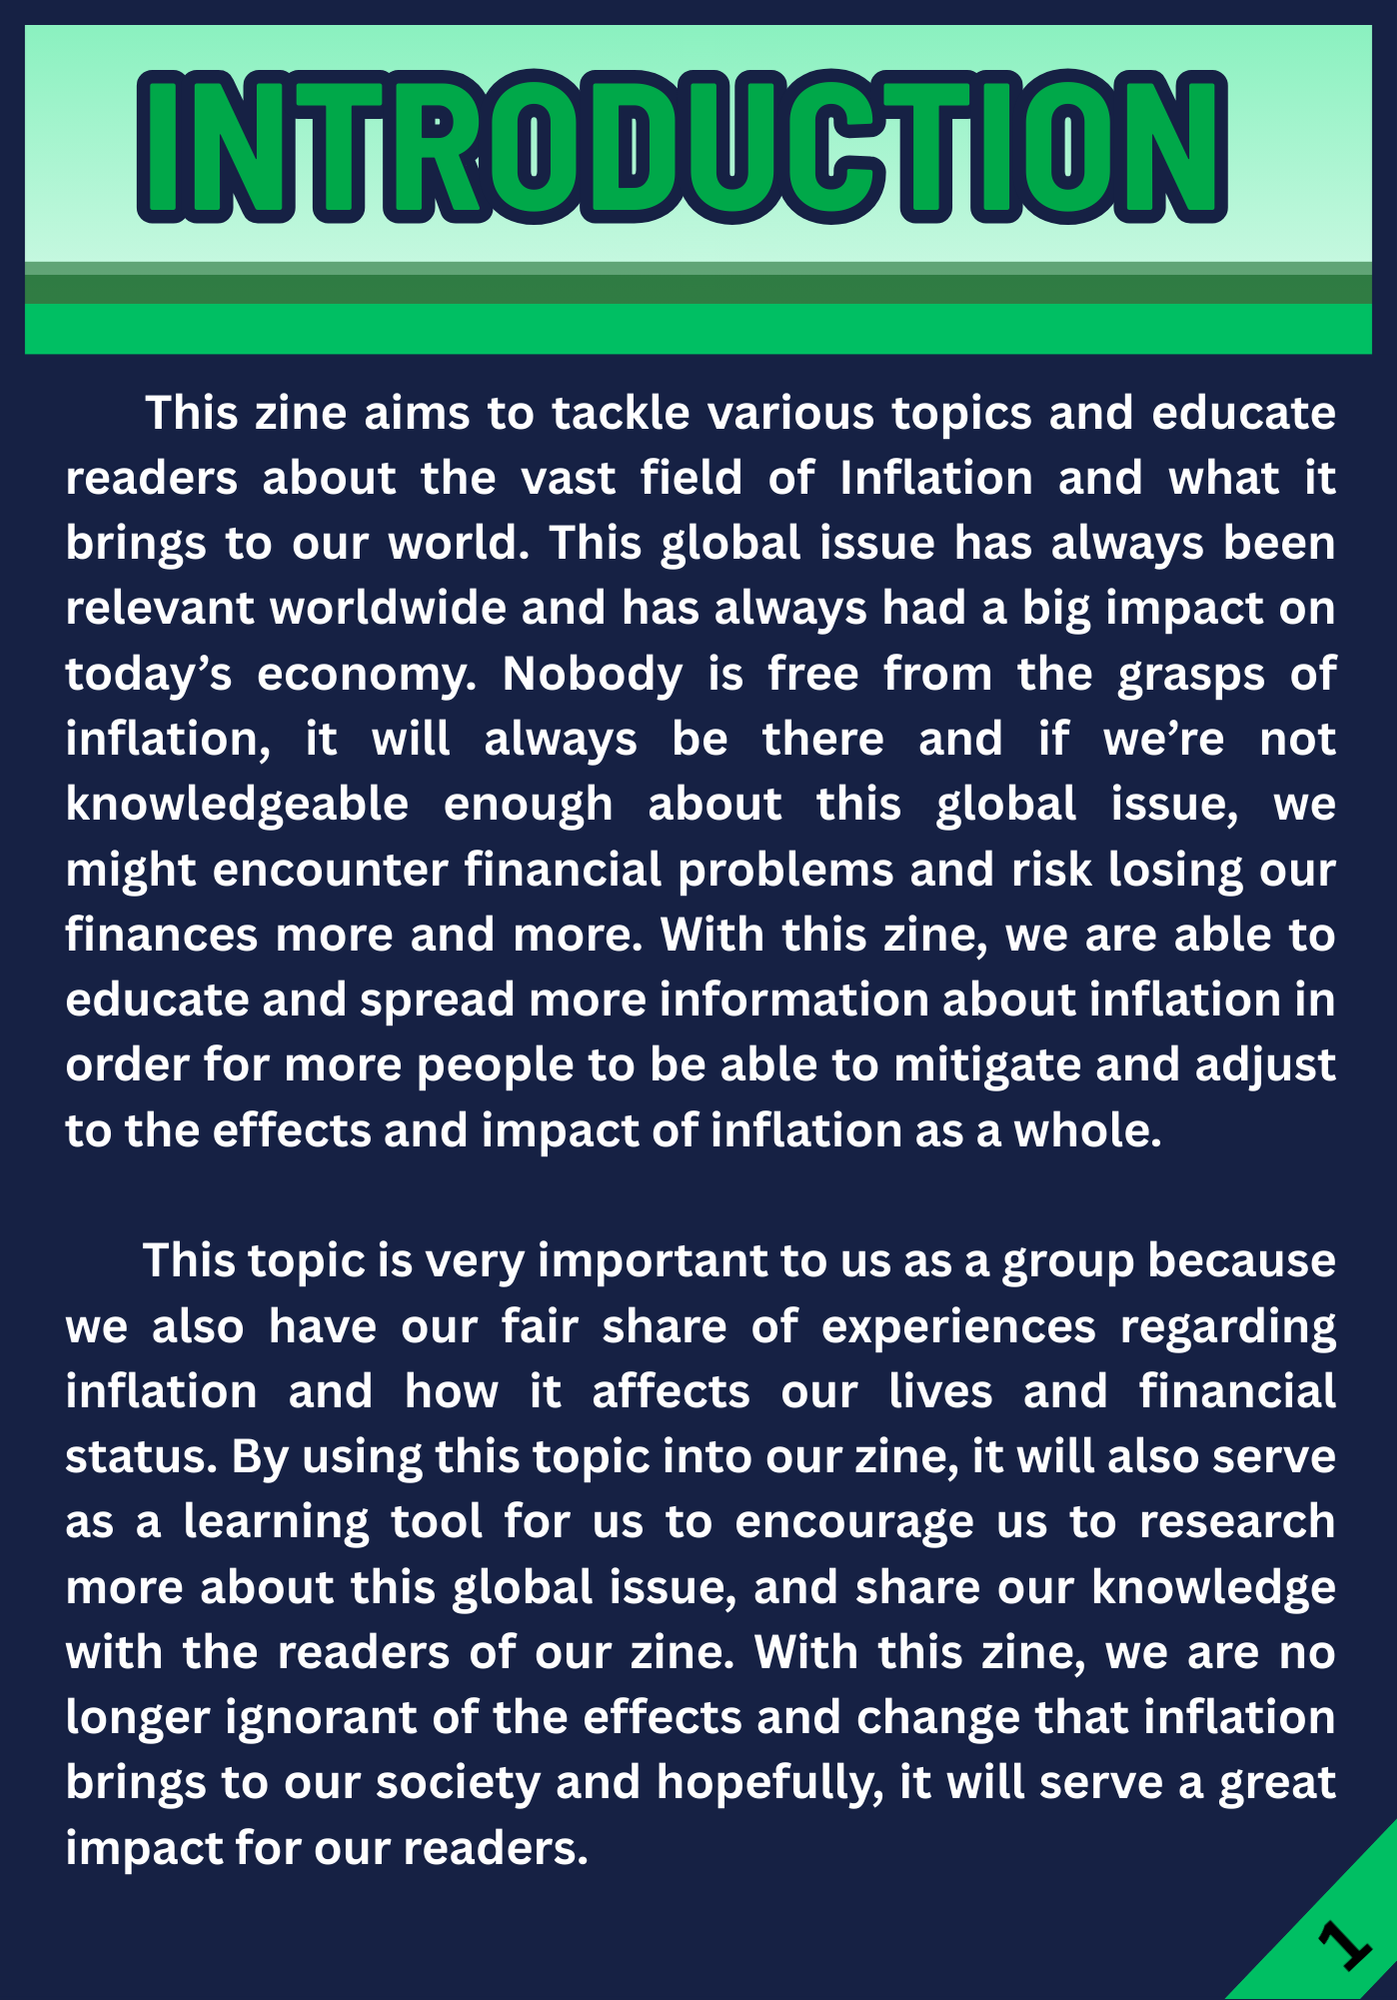 INTRODUCTION
This zine aims to tackle various topics and educate
readers about the vast field of Inflation and what it
brings to our world. This global issue has always been
relevant worldwide and has always had a big impact on
today’s economy. Nobody is free from the grasps of
inflation, it will always be there and if we’re not
knowledgeable enough about this global issue, we
might encounter financial problems and risk losing our
finances more and more. With this zine, we are able to
educate and spread more information about inflation in
order for more people to be able to mitigate and adjust
to the effects and impact of inflation as a whole.
This topic is very important to us as a group because
we also have our fair share of experiences regarding
inflation and how it affects our lives and financial
status. By using this topic into our zine, it will also serve
as a learning tool for us to encourage us to research
more about this global issue, and share our knowledge
with the readers of our zine. With this zine, we are no
longer ignorant of the effects and change that inflation
brings to our society and hopefully, it will serve a great
impact for our readers.
1